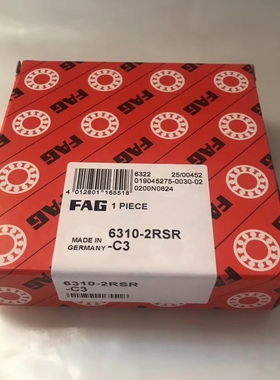 FAG
FAG
FAG
FAG
FAG
6322 25/00452
019045275-0030-02
0200N0824
4 012801 165518
FAG 1 PIECE
MADE IN
GERMANY
6310-2RSR
-C3
6310-2RSR
-C3